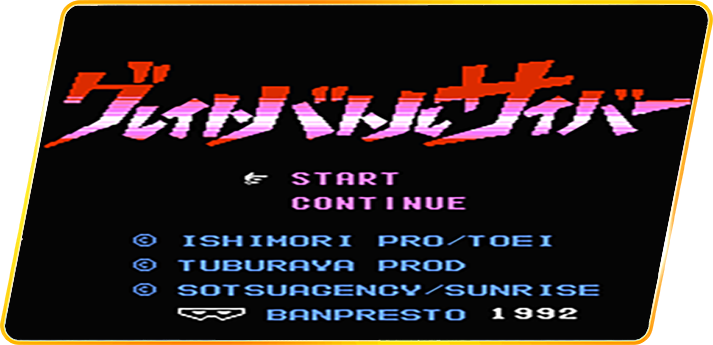 グレイトバトルサイバー
START
CONTINUE
© ISHIMORI PRO/TOEI
© TUBURAYA PROD
© SOTSUAGENCY/SUNRISE
BANPRESTO 1992